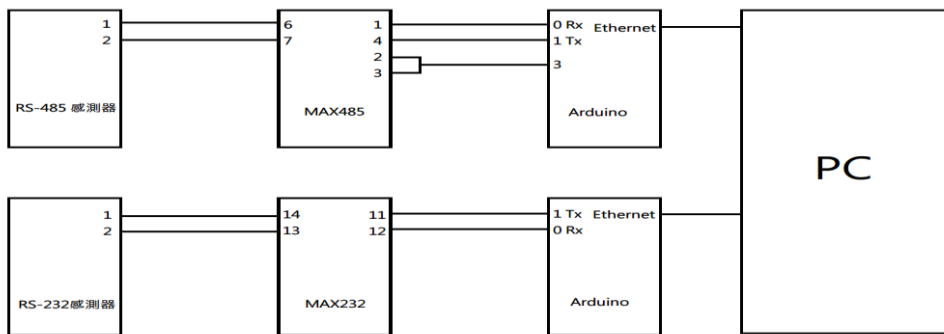 1
2
RS-485 感測器
6
7
1
4
2
3
MAX485
0 Rx Ethernet
1 Tx
3
Arduino
PC
1
2
RS-232感測器
14
13
11
12
MAX232
1 Tx Ethernet
0 Rx
Arduino